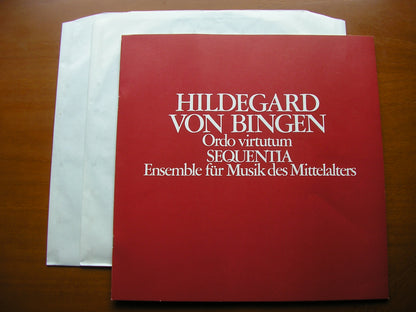 HILDEGARD
VON BINGEN
Ordo virtutum
SEQUENTIA
Ensemble für Musik des Mittelalters